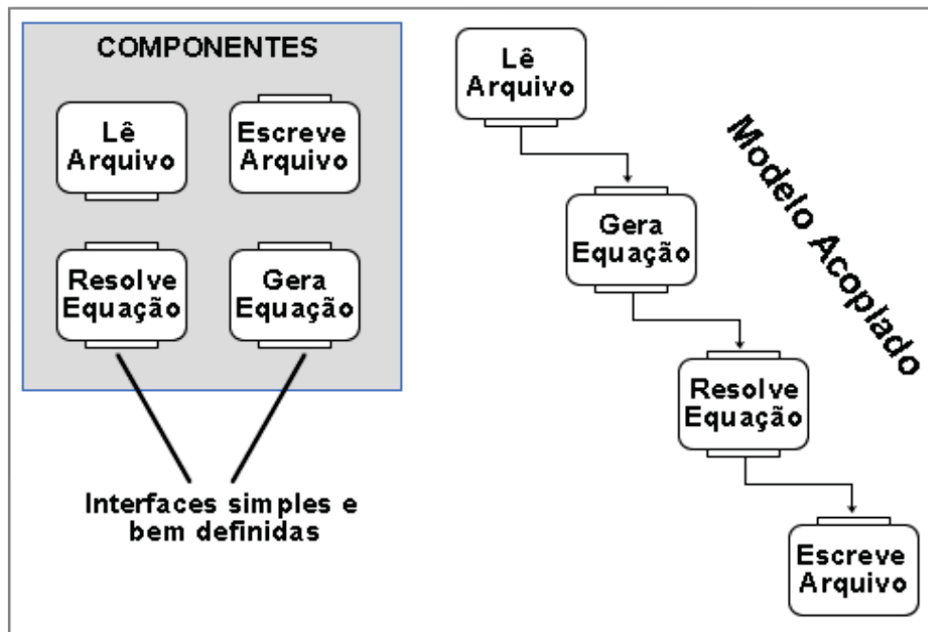 COMPONENTES
Lê
Arquivo
Escreve
Arquivo
Resolve
Equação
Gera
Equação
Interfaces simples e
bem definidas
Lê
Arquivo
Gera
Equação
Resolve
Equação
Escreve
Arquivo
Modelo Acoplado